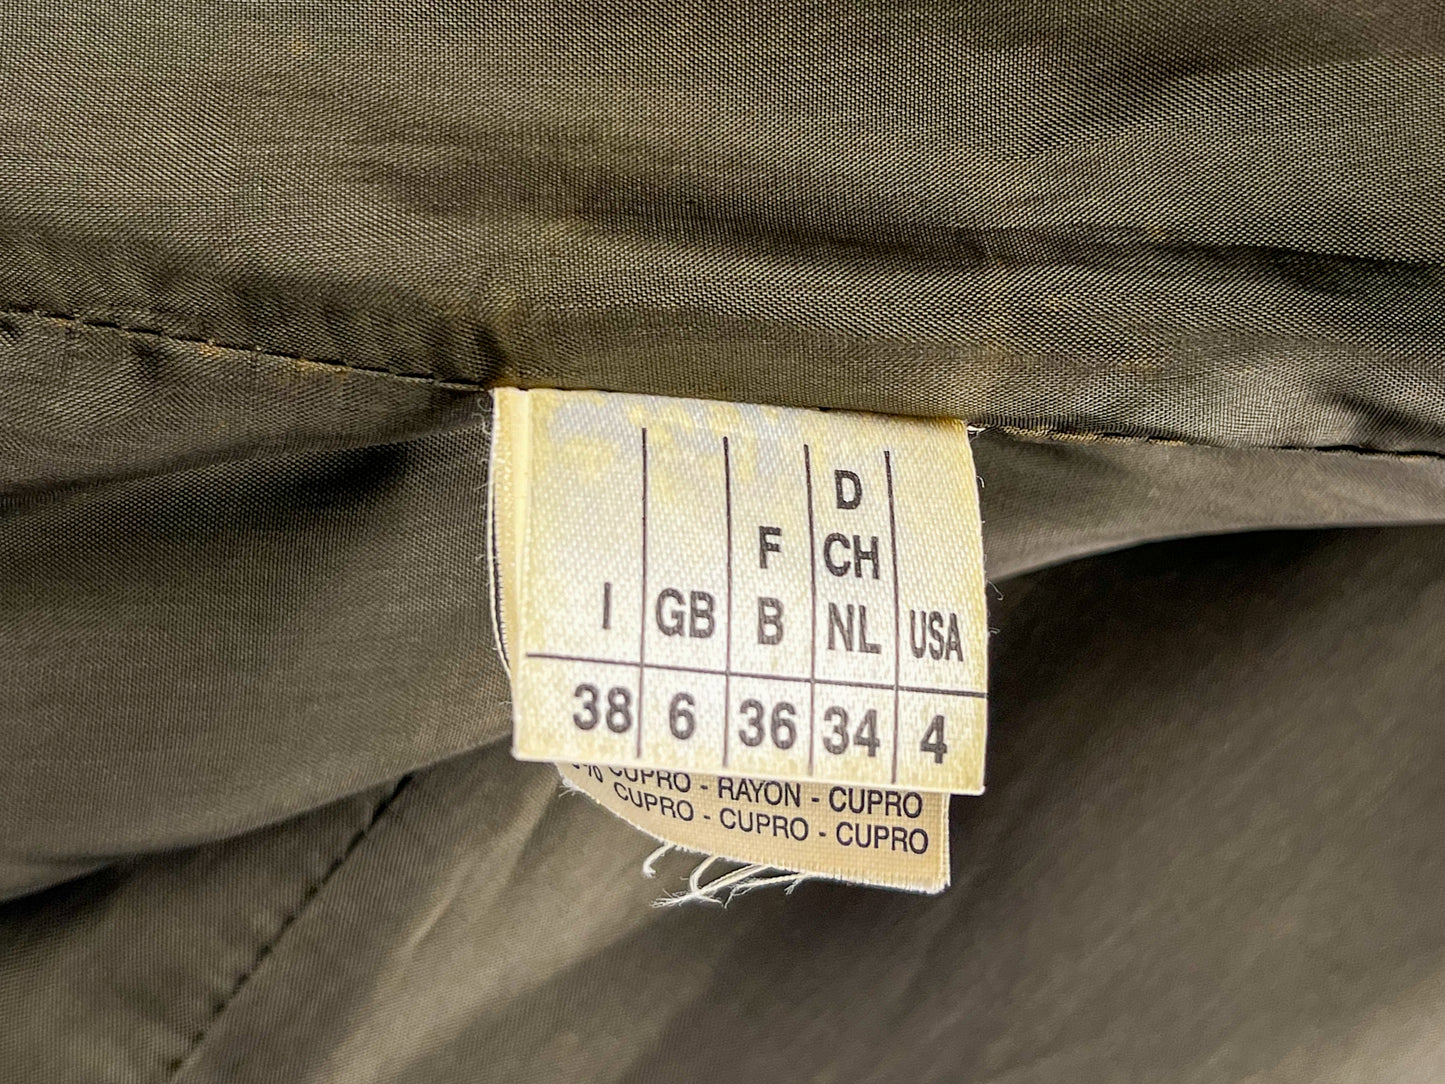 D
F CH
I GB B NL USA
38 6 36 34 4
% CUPRO - RAYON - CUPRO
CUPRO - CUPRO - CUPRO